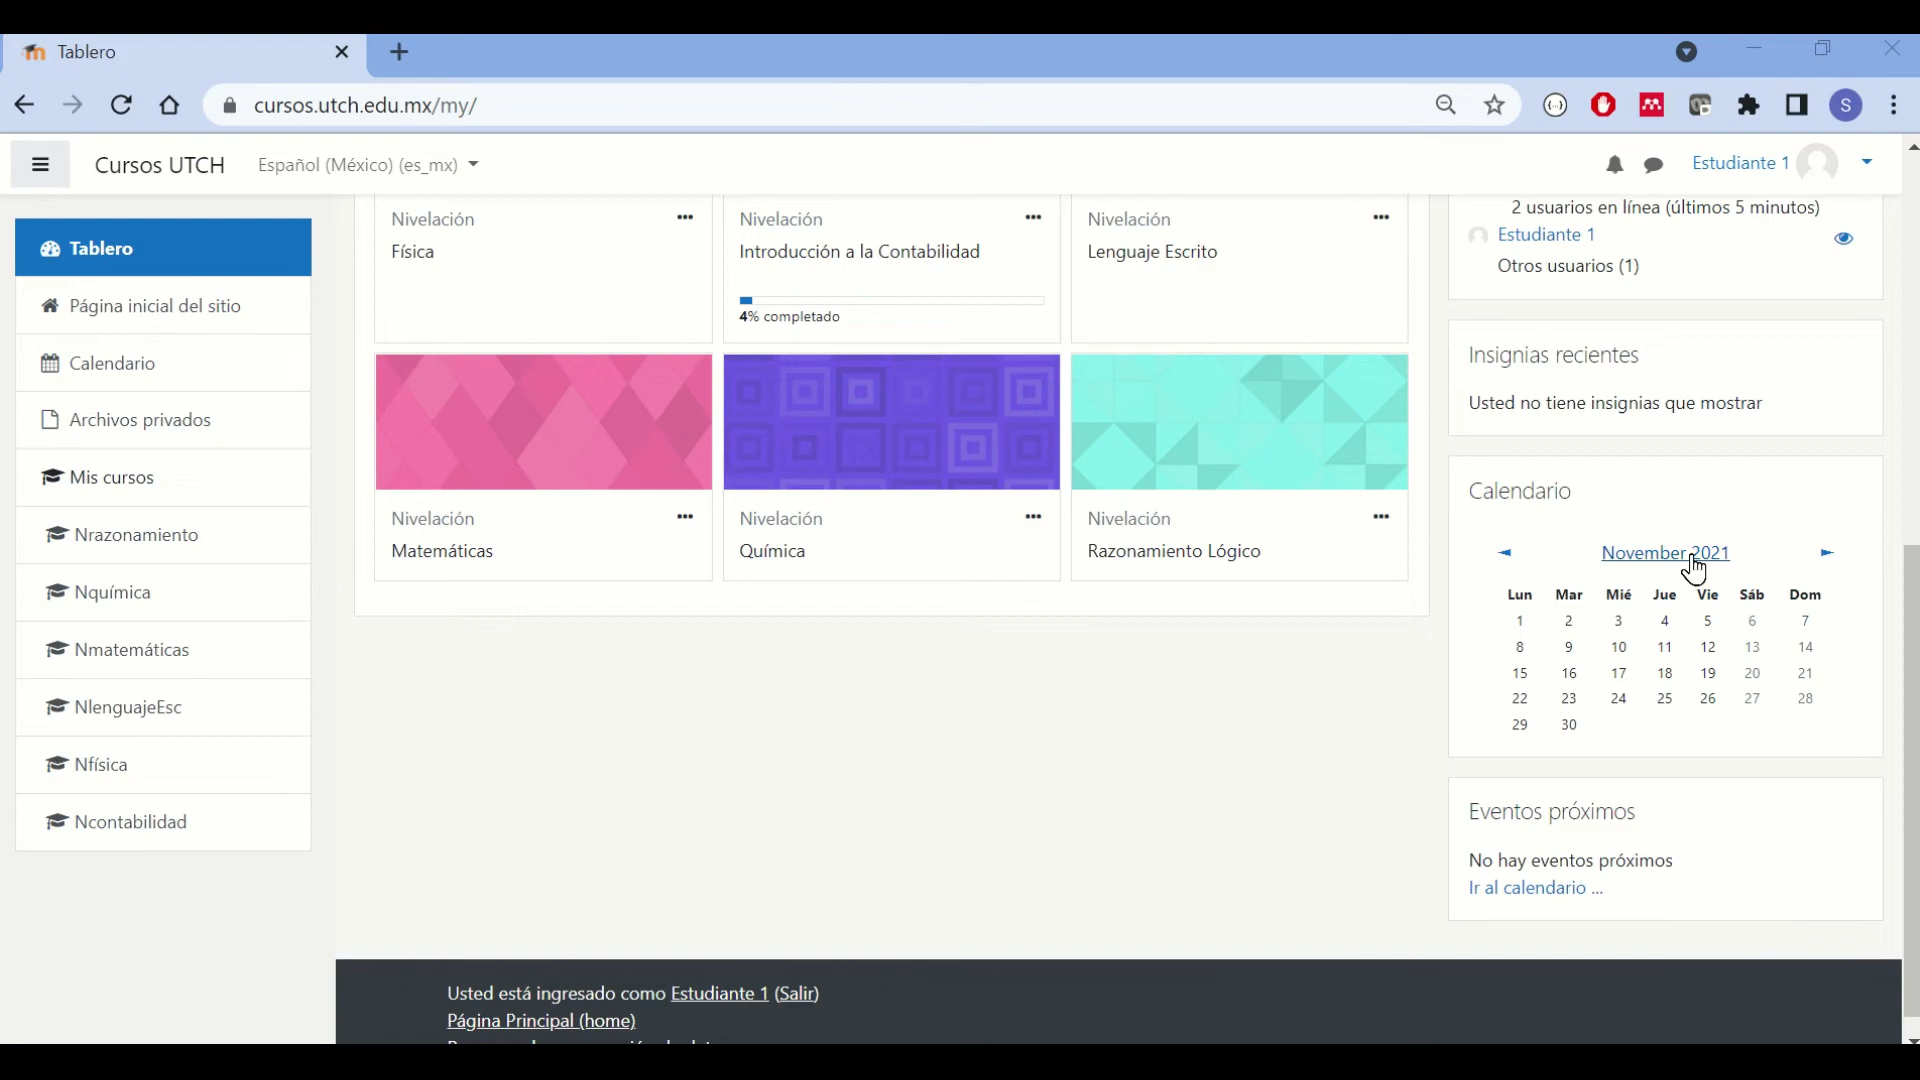 Tablero
cursos.utch.edu.mx/my/
S
Cursos UTCH
Español (México) (es_mx)
Estudiante 1
Tablero
Página inicial del sitio
Calendario
Archivos privados
Mis cursos
Nrazonamiento
Nquímica
Nmatemáticas
NlenguajeEsc
Nfísica
Ncontabilidad
Nivelación
Física
Nivelación
Introducción a la Contabilidad
4% completado
Nivelación
Lenguaje Escrito
Nivelación
Matemáticas
Nivelación
Química
Nivelación
Razonamiento Lógico
2 usuarios en línea (últimos 5 minutos)
Estudiante 1
Otros usuarios (1)
Insignias recientes
Usted no tiene insignias que mostrar
Calendario
◄ November 2021 ►
Lun Mar Mié Jue Vie Sáb Dom
1 2 3 4 5 6 7
8 9 10 11 12 13 14
15 16 17 18 19 20 21
22 23 24 25 26 27 28
29 30
Eventos próximos
No hay eventos próximos
Ir al calendario ...
Usted está ingresado como Estudiante 1 (Salir)
Página Principal (home)